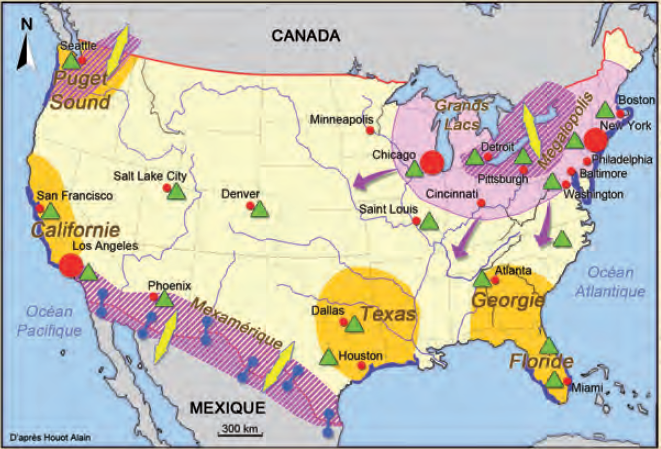 N
CANADA
Seattle
Puget
Sound
Minneapolis
Grands
Lacs
Mégalopolis
Boston
New York
Detroit
Chicago
Pittsburgh
Philadelphia
Baltimore
Washington
Salt Lake City
Denver
Cincinnati
Saint Louis
San Francisco
Californie
Los Angeles
Phoenix
Mexamérique
Dallas
Texas
Houston
Atlanta
Georgie
Floride
Miami
Océan
Atlantique
Océan
Pacifique
MEXIQUE
300 km
D'après Houot Alain